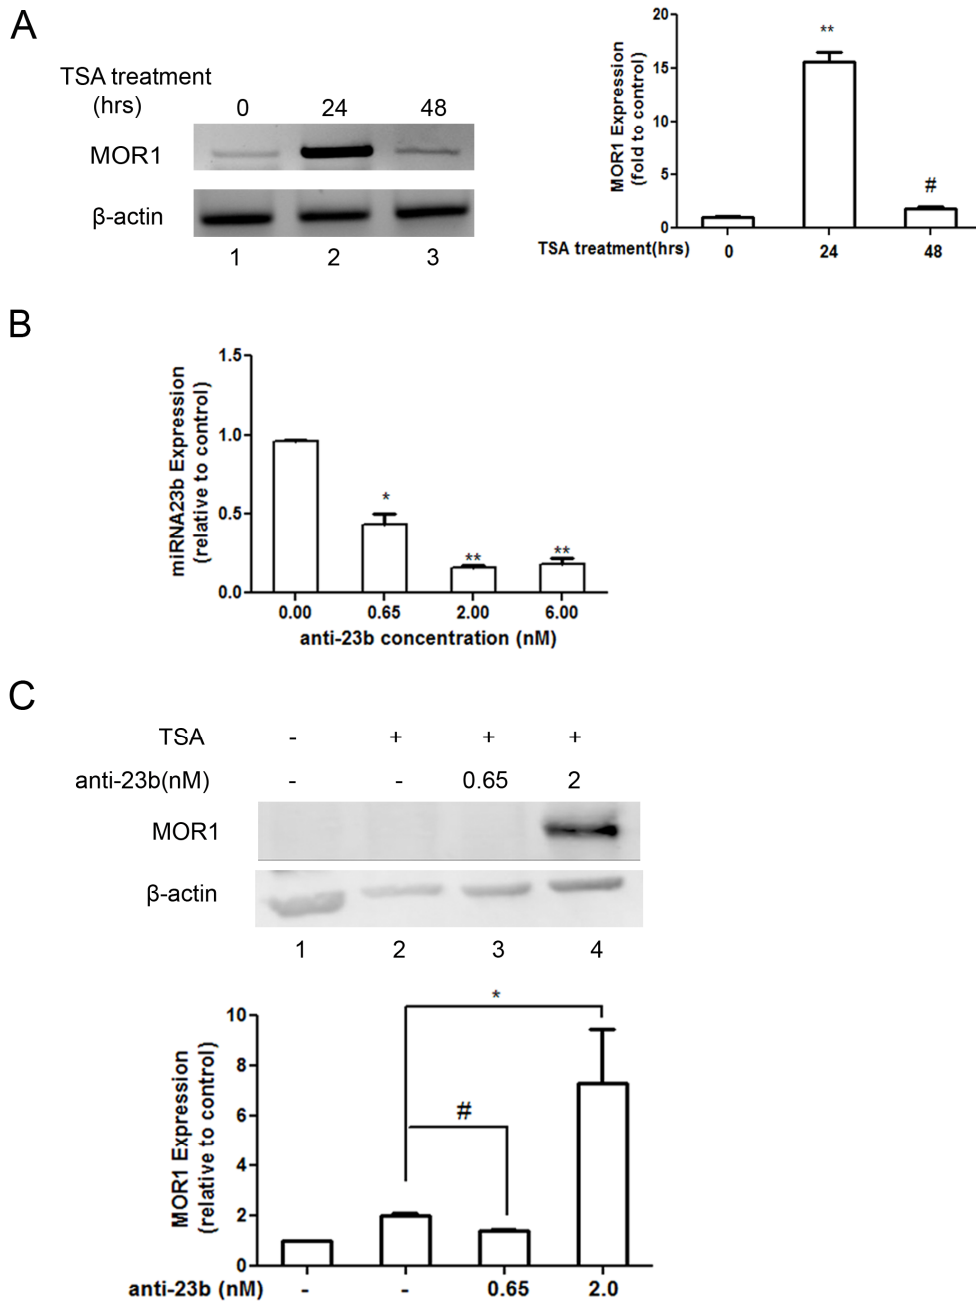 A
TSA treatment
(hrs)
0 24 48
MOR1
β-actin
1 2 3
MOR1 Expression
(fold to control)
20
15
10
5
0
**
#
TSA treatment(hrs) 0 24 48
B
miRNA23b Expression
(relative to control)
1.5
1.0
0.5
0.0
*
**
**
0.00 0.65 2.00 6.00
anti-23b concentration (nM)
C
TSA - + + +
anti-23b(nM) - - 0.65 2
MOR1
β-actin
1 2 3 4
MOR1 Expression
(relative to control)
10
8
6
4
2
0
*
#
anti-23b (nM) - - 0.65 2.0